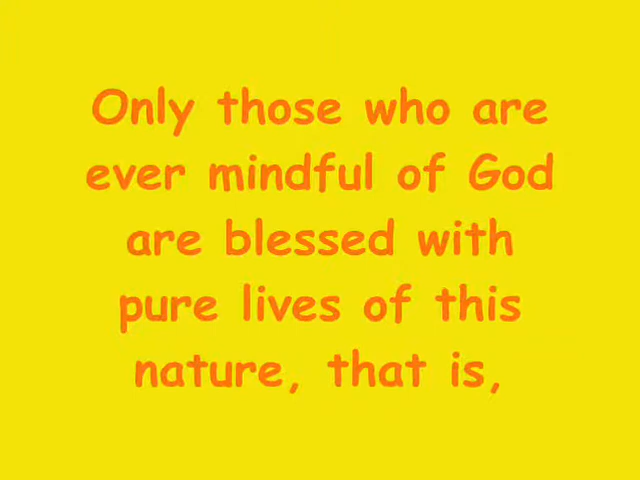 Only those who are
ever mindful of God
are blessed with
pure lives of this
nature, that is,